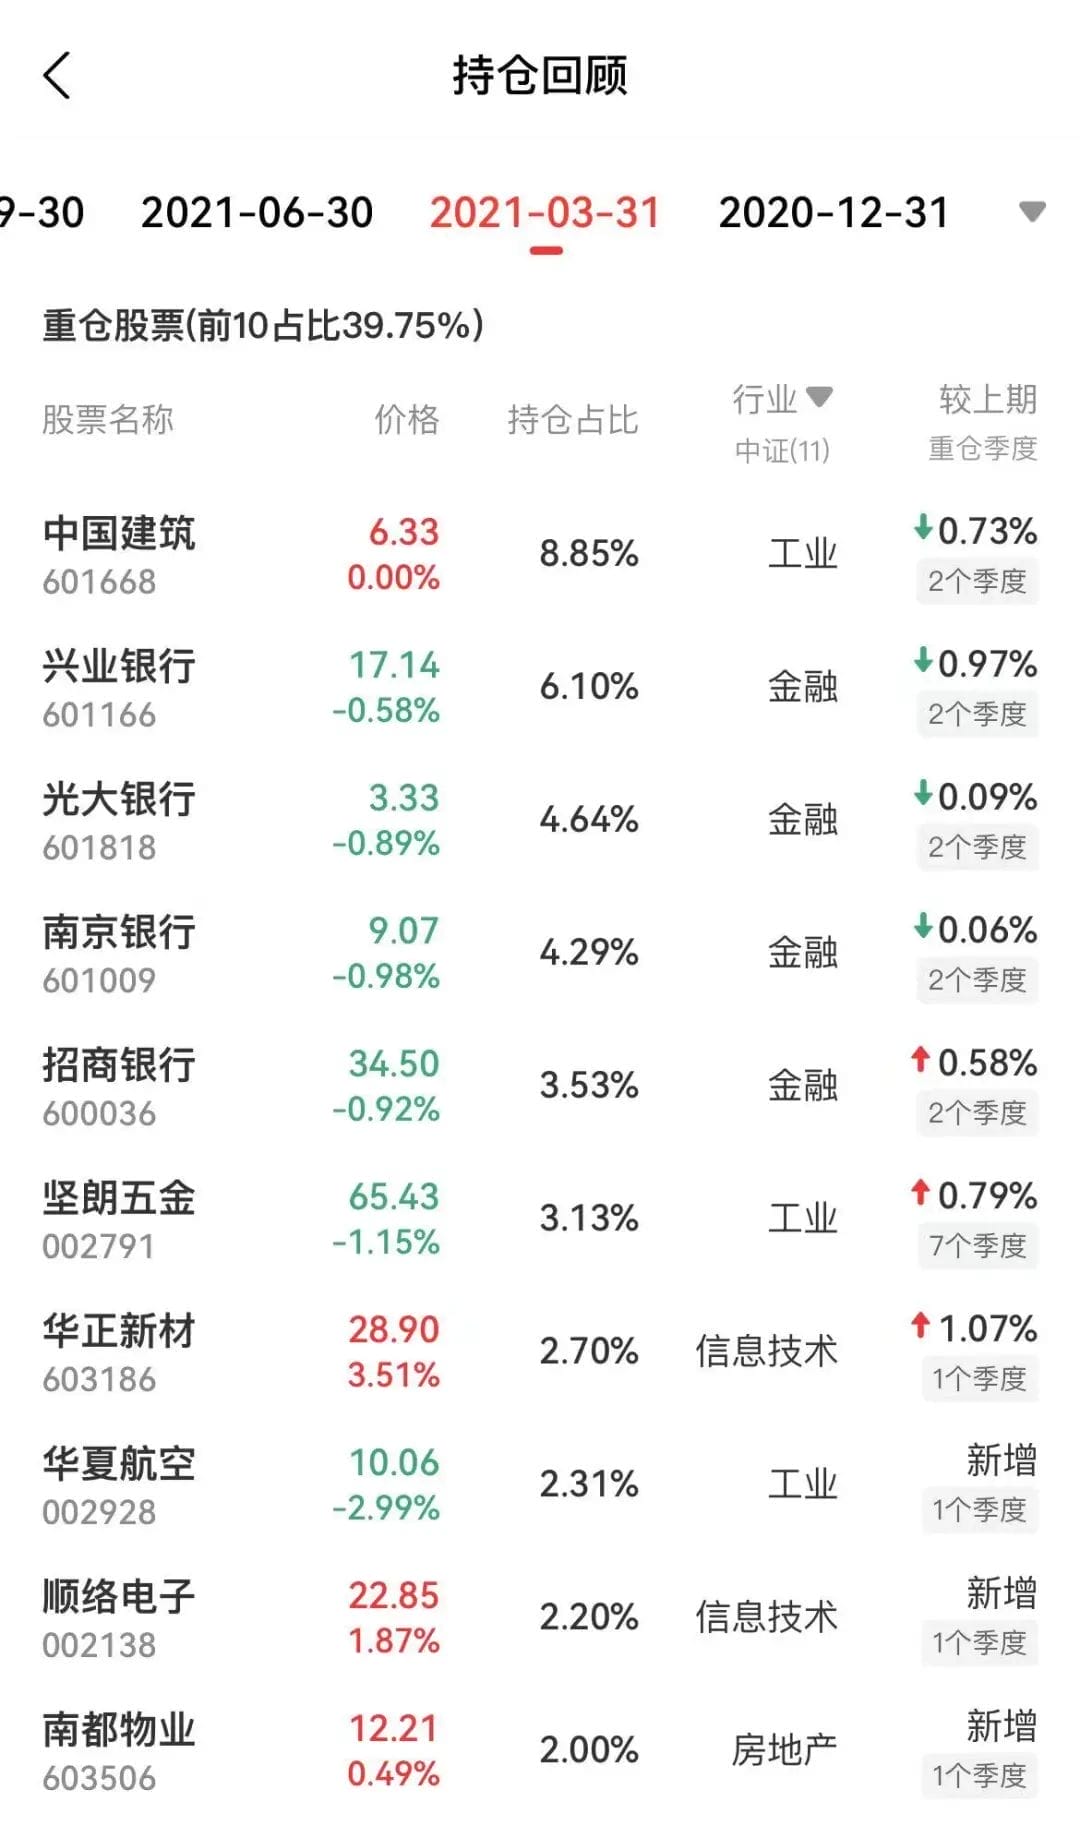 持仓回顾
9-30 2021-06-30 2021-03-31 2020-12-31
重仓股票(前10占比39.75%)
股票名称 价格 持仓占比 行业 较上期
中证(11) 重仓季度
中国建筑 6.33 8.85% 工业 0.73%
601668 0.00% 2个季度
兴业银行 17.14 6.10% 金融 0.97%
601166 -0.58% 2个季度
光大银行 3.33 4.64% 金融 0.09%
601818 -0.89% 2个季度
南京银行 9.07 4.29% 金融 0.06%
601009 -0.98% 2个季度
招商银行 34.50 3.53% 金融 0.58%
600036 -0.92% 2个季度
坚朗五金 65.43 3.13% 工业 0.79%
002791 -1.15% 7个季度
华正新材 28.90 2.70% 信息技术 1.07%
603186 3.51% 1个季度
华夏航空 10.06 2.31% 工业 新增
002928 -2.99% 1个季度
顺络电子 22.85 2.20% 信息技术 新增
002138 1.87% 1个季度
南都物业 12.21 2.00% 房地产 新增
603506 0.49% 1个季度